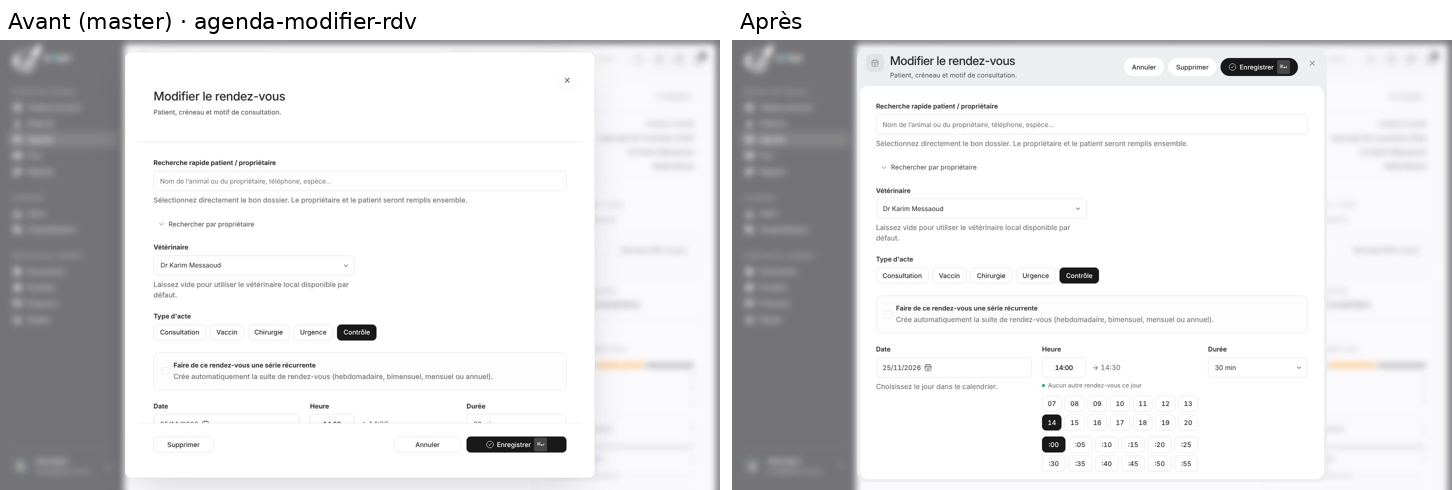 Avant (master) · agenda-modifier-rdv
Modifier le rendez-vous
Patient, créneau et motif de consultation.
Recherche rapide patient / propriétaire
Nom de l'animal ou du propriétaire, téléphone, espèce...
Sélectionnez directement le bon dossier. Le propriétaire et le patient seront remplis ensemble.
Rechercher par propriétaire
Vétérinaire
Dr Karim Messaoud
Laissez vide pour utiliser le vétérinaire local disponible par
défaut.
Type d'acte
Consultation Vaccin Chirurgie Urgence Contrôle
Faire de ce rendez-vous une série récurrente
Crée automatiquement la suite de rendez-vous (hebdomadaire, bimensuel, mensuel ou annuel).
Date Heure Durée
Supprimer Annuler Enregistrer
Après
Modifier le rendez-vous
Patient, créneau et motif de consultation.
Annuler Supprimer Enregistrer
Recherche rapide patient / propriétaire
Nom de l'animal ou du propriétaire, téléphone, espèce...
Sélectionnez directement le bon dossier. Le propriétaire et le patient seront remplis ensemble.
Rechercher par propriétaire
Vétérinaire
Dr Karim Messaoud
Laissez vide pour utiliser le vétérinaire local disponible par
défaut.
Type d'acte
Consultation Vaccin Chirurgie Urgence Contrôle
Faire de ce rendez-vous une série récurrente
Crée automatiquement la suite de rendez-vous (hebdomadaire, bimensuel, mensuel ou annuel).
Date Heure Durée
25/11/2026 14:00 → 14:30 30 min
Choisissez le jour dans le calendrier. Aucun autre rendez-vous ce jour
07 08 09 10 11 12 13
14 15 16 17 18 19 20
:00 :05 :10 :15 :20 :25
:30 :35 :40 :45 :50 :55